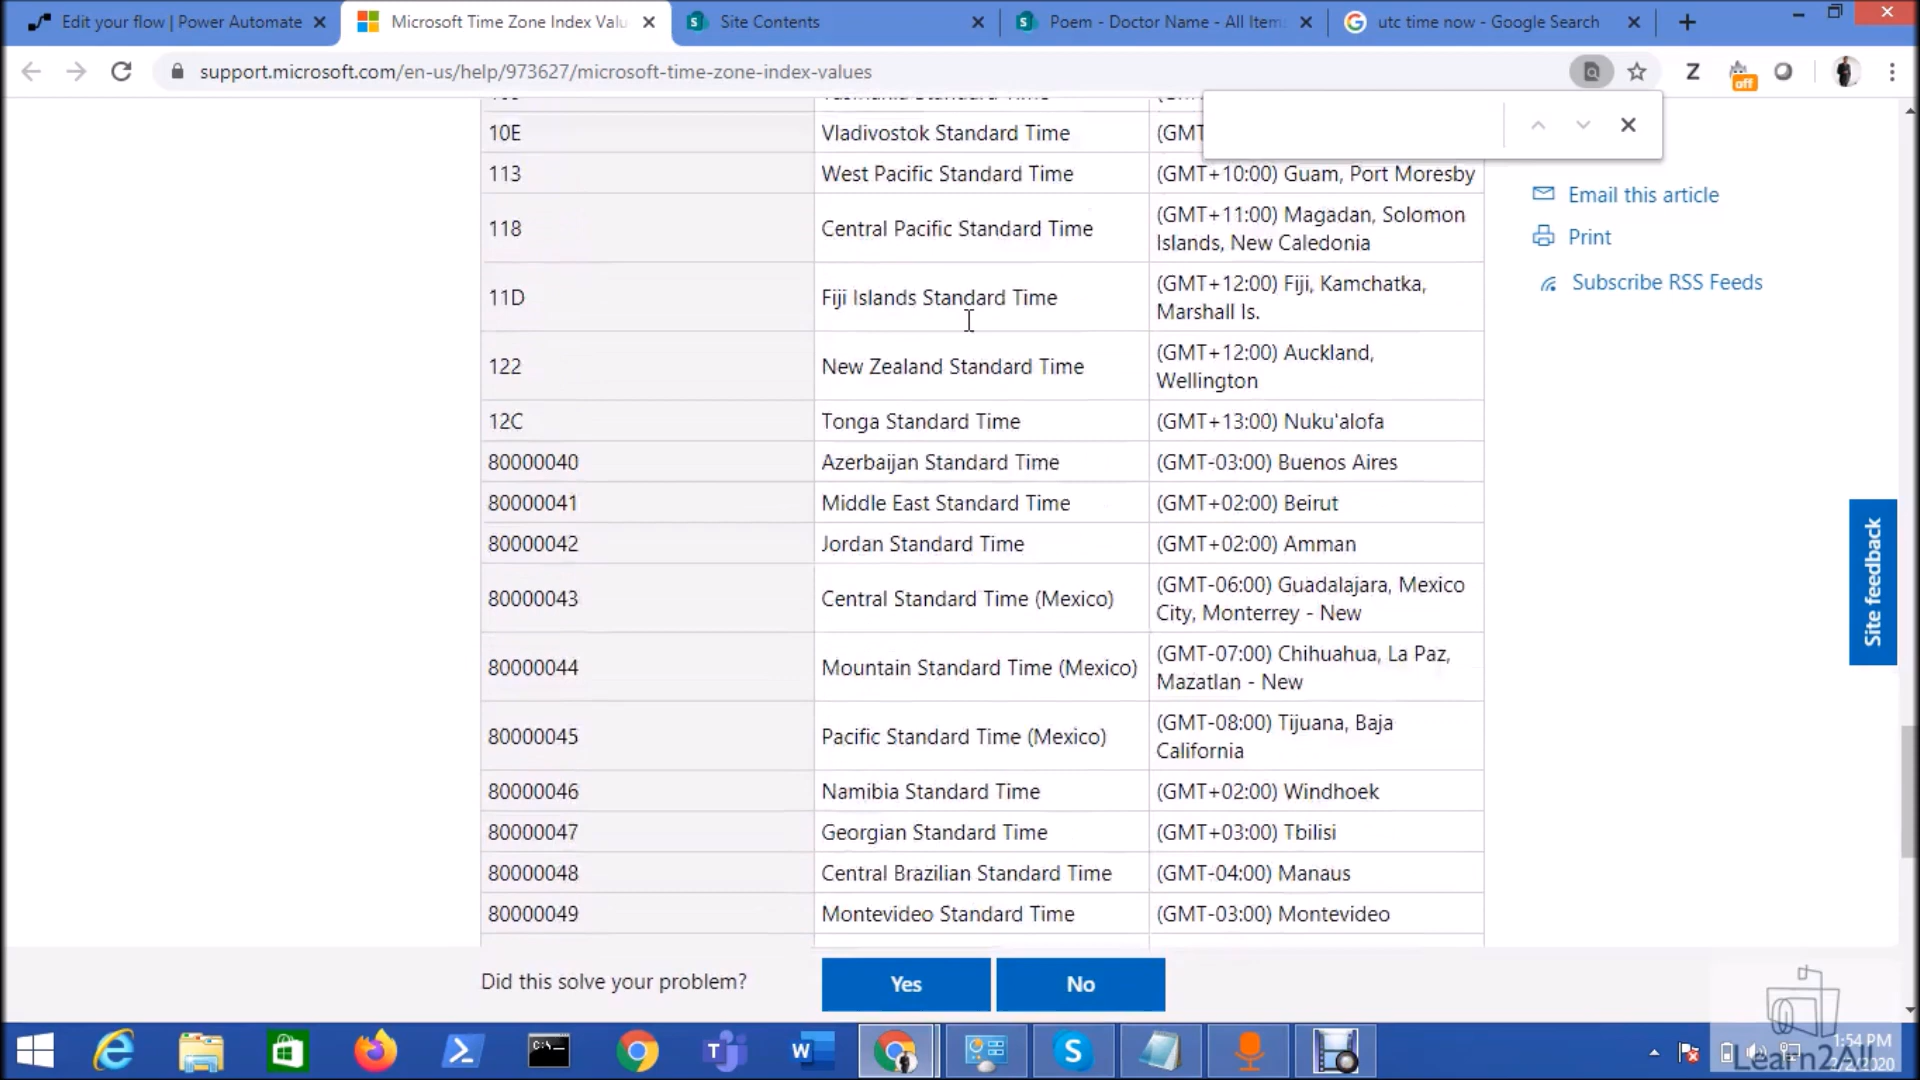 Edit your flow | Power Automate
Microsoft Time Zone Index Valu
Site Contents
Poem - Doctor Name - All Item
utc time now - Google Search
support.microsoft.com/en-us/help/973627/microsoft-time-zone-index-values
Z
off
10E Vladivostok Standard Time (GMT
113 West Pacific Standard Time (GMT+10:00) Guam, Port Moresby
118 Central Pacific Standard Time (GMT+11:00) Magadan, Solomon
Islands, New Caledonia
11D Fiji Islands Standard Time (GMT+12:00) Fiji, Kamchatka,
Marshall Is.
122 New Zealand Standard Time (GMT+12:00) Auckland,
Wellington
12C Tonga Standard Time (GMT+13:00) Nuku'alofa
80000040 Azerbaijan Standard Time (GMT-03:00) Buenos Aires
80000041 Middle East Standard Time (GMT+02:00) Beirut
80000042 Jordan Standard Time (GMT+02:00) Amman
80000043 Central Standard Time (Mexico) (GMT-06:00) Guadalajara, Mexico
City, Monterrey - New
80000044 Mountain Standard Time (Mexico) (GMT-07:00) Chihuahua, La Paz,
Mazatlan - New
80000045 Pacific Standard Time (Mexico) (GMT-08:00) Tijuana, Baja
California
80000046 Namibia Standard Time (GMT+02:00) Windhoek
80000047 Georgian Standard Time (GMT+03:00) Tbilisi
80000048 Central Brazilian Standard Time (GMT-04:00) Manaus
80000049 Montevideo Standard Time (GMT-03:00) Montevideo
Email this article
Print
Subscribe RSS Feeds
Site feedback
Did this solve your problem?
Yes
No
1:54 PM
2/2/2020
Learn2All